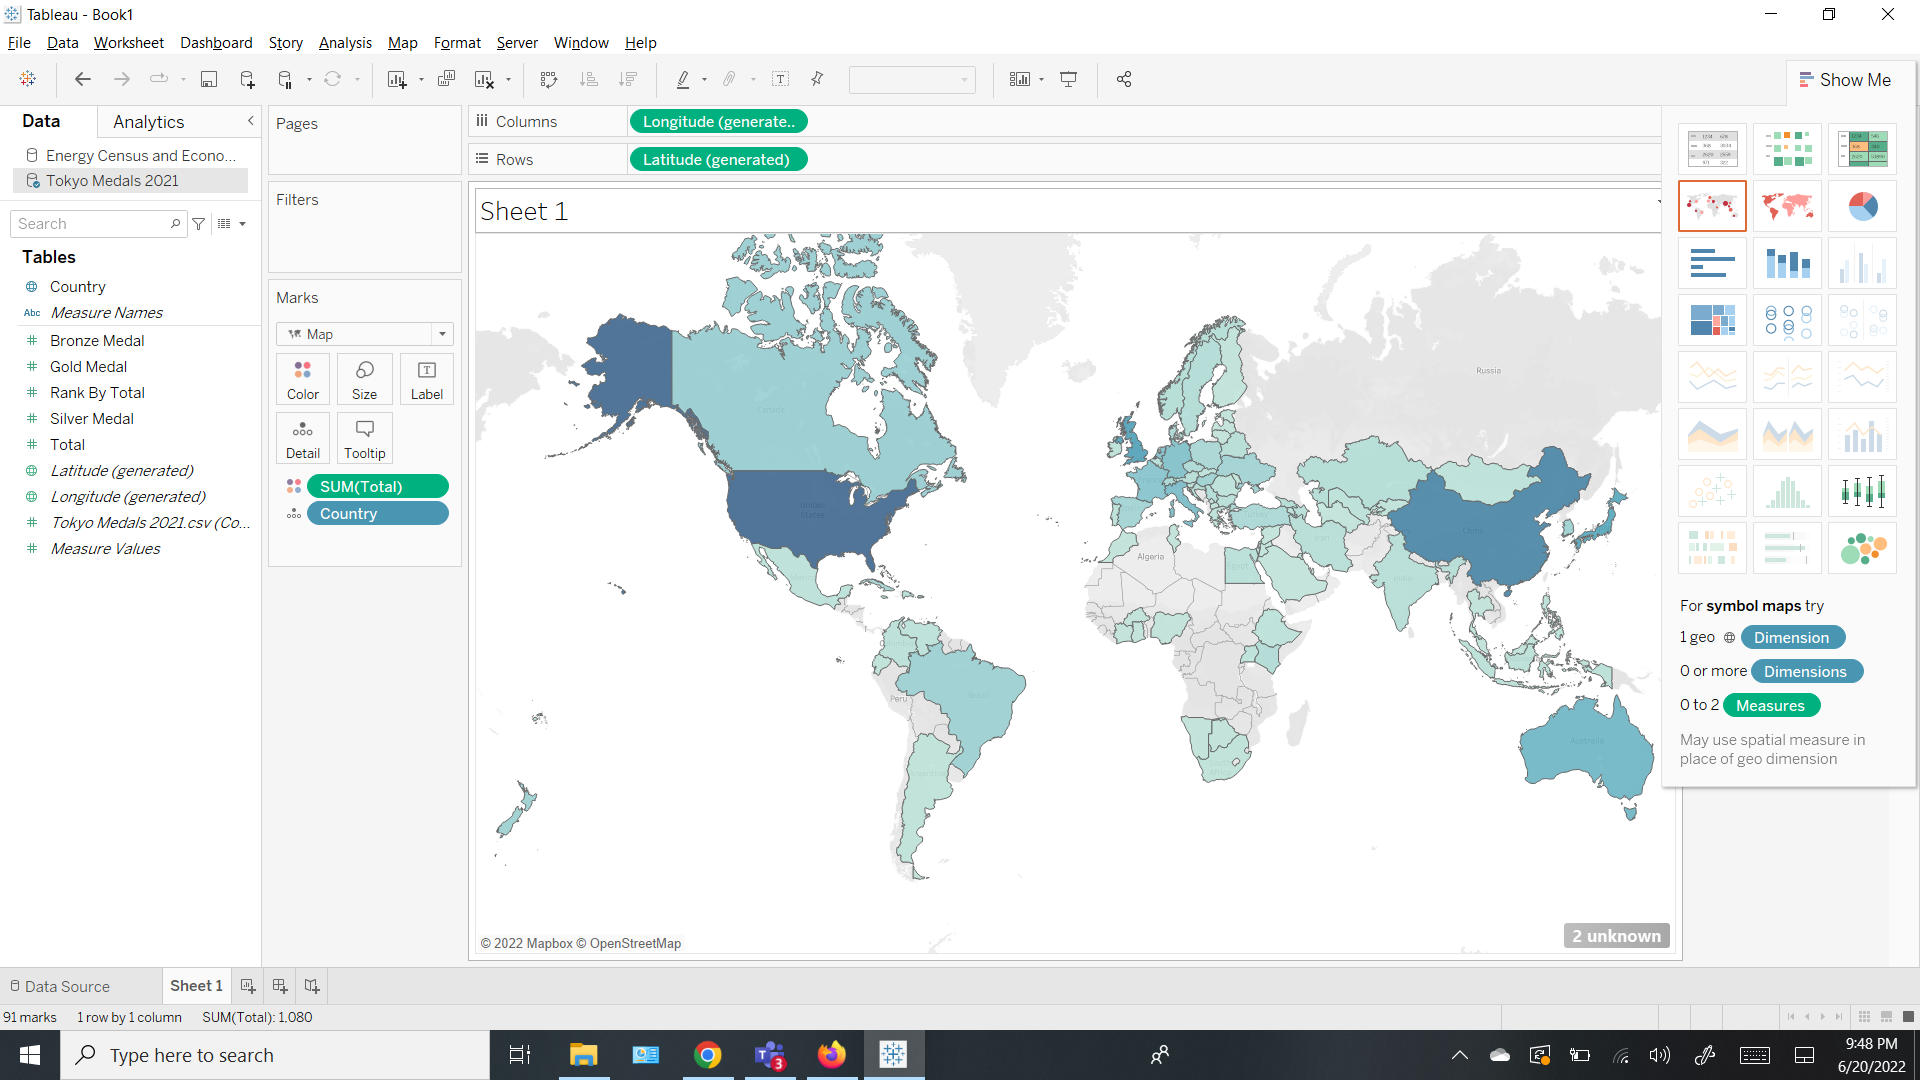 Tableau - Book1
File Data Worksheet Dashboard Story Analysis Map Format Server Window Help
Show Me
Data Analytics
Energy Census and Econo...
Tokyo Medals 2021
Search
Tables
Country
Abc Measure Names
Bronze Medal
Gold Medal
Rank By Total
Silver Medal
Total
Latitude (generated)
Longitude (generated)
Tokyo Medals 2021.csv (Co...
Measure Values
Pages
Filters
Marks
Map
Color Size Label
Detail Tooltip
SUM(Total)
Country
Columns Longitude (generate..
Rows Latitude (generated)
Sheet 1
Russia
Canada
United
States
China
Algeria
Egypt
Iran
India
Peru
Brazil
Argentina
South
Africa
Australia
© 2022 Mapbox © OpenStreetMap
2 unknown
For symbol maps try
1 geo Dimension
0 or more Dimensions
0 to 2 Measures
May use spatial measure in
place of geo dimension
Data Source Sheet 1
91 marks 1 row by 1 column SUM(Total): 1,080
Type here to search
3
9:48 PM
6/20/2022